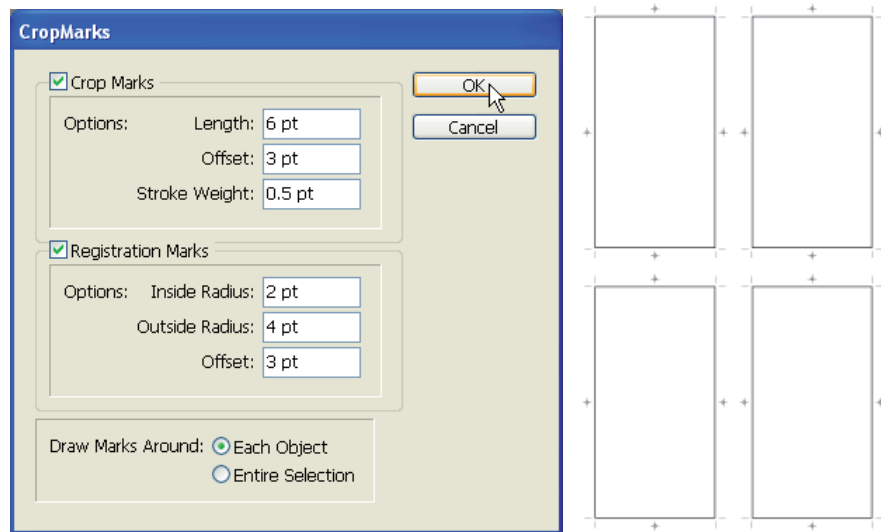 CropMarks
Crop Marks
Options: Length: 6 pt
Offset: 3 pt
Stroke Weight: 0.5 pt
OK
Cancel
Registration Marks
Options: Inside Radius: 2 pt
Outside Radius: 4 pt
Offset: 3 pt
Draw Marks Around: Each Object
Entire Selection